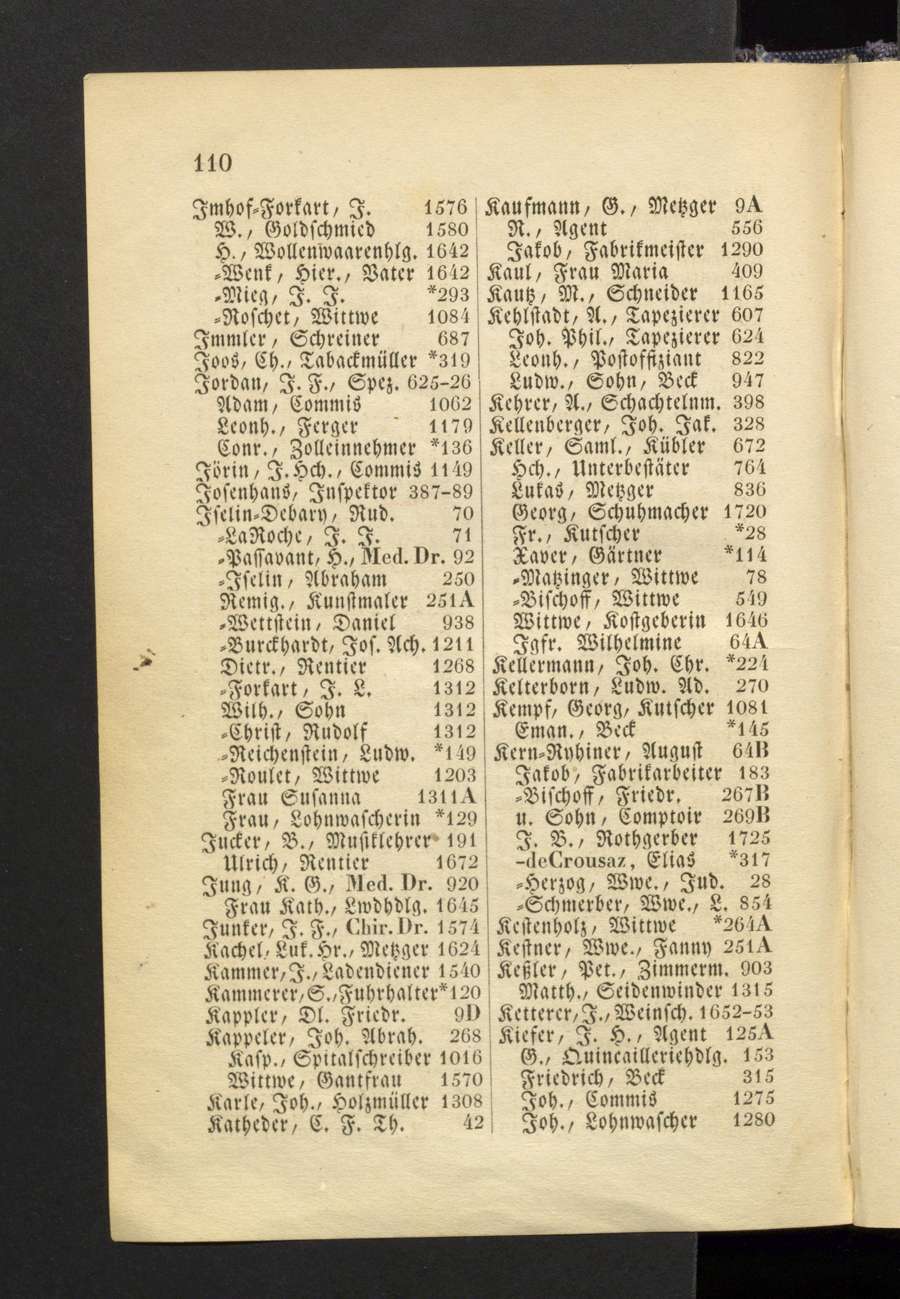 110
Imhof-Forkart, J. 1576
W., Goldschmied 1580
H., Wollenwaarenhlg. 1642
-Wenk, Hier., Vater 1642
-Mieg, J. J. *293
-Roschet, Wittwe 1084
Immler, Schreiner 687
Joos, Ch., Tabackmüller *319
Jordan, J. F., Spez. 625-26
Adam, Commis 1062
Leonh., Ferger 1179
Conr., Zolleinnehmer *136
Jörin, J. Hch., Commis 1149
Josenhans, Inspektor 387-89
Iselin-Debary, Rud. 70
-LaRoche, J. J. 71
-Passavant, H., Med. Dr. 92
-Iselin, Abraham 250
Remig., Kunstmaler 251A
-Wettstein, Daniel 938
-Burckhardt, Jos. Ach. 1211
Dietr., Rentier 1268
-Forkart, J. L. 1312
Wilh., Sohn 1312
-Christ, Rudolf 1312
-Reichenstein, Ludw. *149
-Roulet, Wittwe 1203
Frau Susanna 1311A
Frau, Lohnwascherin *129
Jucker, B., Musiklehrer 191
Ulrich, Rentier 1672
Jung, K. G., Med. Dr. 920
Frau Kath., Lwdhdlg. 1645
Junker, J. F., Chir. Dr. 1574
Kachel, Luk. Hr., Metzger 1624
Kammer, J., Ladendiener 1540
Kammerer, S., Fuhrhalter *120
Kappler, Dl. Friedr. 9D
Kappeler, Joh. Abrah. 268
Kasp., Spitalschreiber 1016
Wittwe, Gantfrau 1570
Karle, Joh., Holzmüller 1308
Katheder, C. F. Th. 42
Kaufmann, G., Metzger 9A
R., Agent 556
Jakob, Fabrikmeister 1290
Kaul, Frau Maria 409
Kautz, M., Schneider 1165
Kehlstadt, A., Tapezierer 607
Joh. Phil., Tapezierer 624
Leonh., Postoffiziant 822
Ludw., Sohn, Beck 947
Kehrer, A., Schachtelnm. 398
Kellenberger, Joh. Jak. 328
Keller, Saml., Kübler 672
Hch., Unterbestäter 764
Lukas, Metzger 836
Georg, Schuhmacher 1720
Fr., Kutscher *28
Xaver, Gärtner *114
-Matzinger, Wittwe 78
-Bischoff, Wittwe 549
Wittwe, Kostgeberin 1646
Igfr. Wilhelmine 64A
Kellermann, Joh. Chr. *224
Kelterborn, Ludw. Ad. 270
Kempf, Georg, Kutscher 1081
Eman., Beck *145
Kern-Ryhiner, August 64B
Jakob, Fabrikarbeiter 183
-Bischoff, Friedr. 267B
u. Sohn, Comptoir 269B
J. B., Rothgerber 1725
-deCrousaz, Elias *317
-Herzog, Wwe., Jud. 28
-Schmerber, Wwe., L. 854
Kestenholz, Wittwe *264A
Kestner, Wwe., Fanny 251A
Keßler, Pet., Zimmerm. 903
Matth., Seidenwinder 1315
Ketterer, J., Weinsch. 1652-53
Kiefer, J. H., Agent 125A
G., Quincailleriehdlg. 153
Friedrich, Beck 315
Joh., Commis 1275
Joh., Lohnwascher 1280